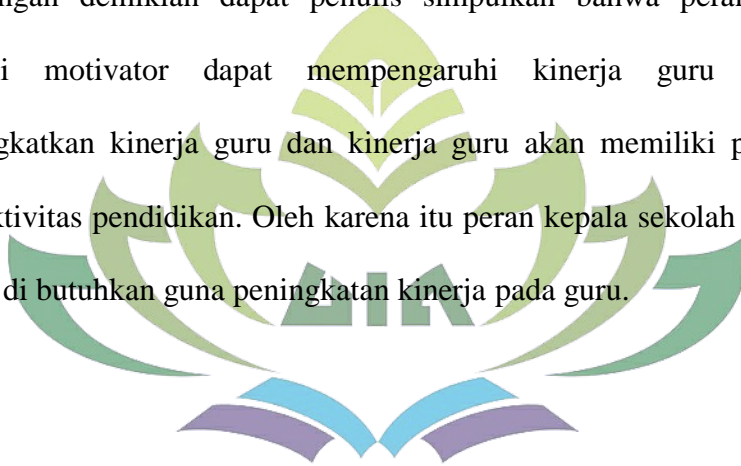 ngan demikian dapat penulis simpulkan bahwa peran
i motivator dapat mempengaruhi kinerja guru
gkatkan kinerja guru dan kinerja guru akan memiliki p
ktivitas pendidikan. Oleh karena itu peran kepala sekolah
di butuhkan guna peningkatan kinerja pada guru.